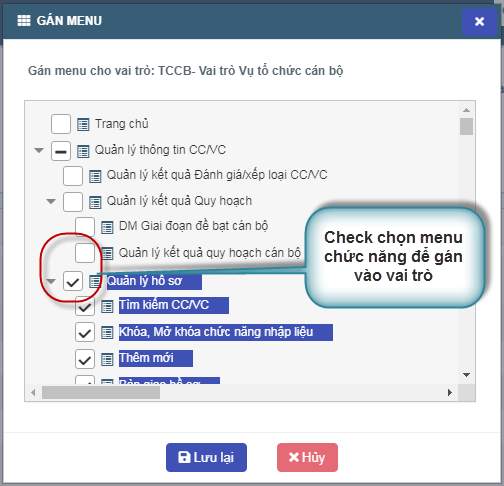 GÁN MENU
Gán menu cho vai trò: TCCB- Vai trò Vụ tổ chức cán bộ
Trang chủ
Quản lý thông tin CC/VC
Quản lý kết quả Đánh giá/xếp loại CC/VC
Quản lý kết quả Quy hoạch
DM Giai đoạn đề bạt cán bộ
Quản lý kết quả quy hoạch cán bộ
Quản lý hồ sơ
Tìm kiếm CC/VC
Khóa, Mở khóa chức năng nhập liệu
Thêm mới
Bàn giao hồ sơ
Check chọn menu
chức năng để gán
vào vai trò
Lưu lại
Hủy